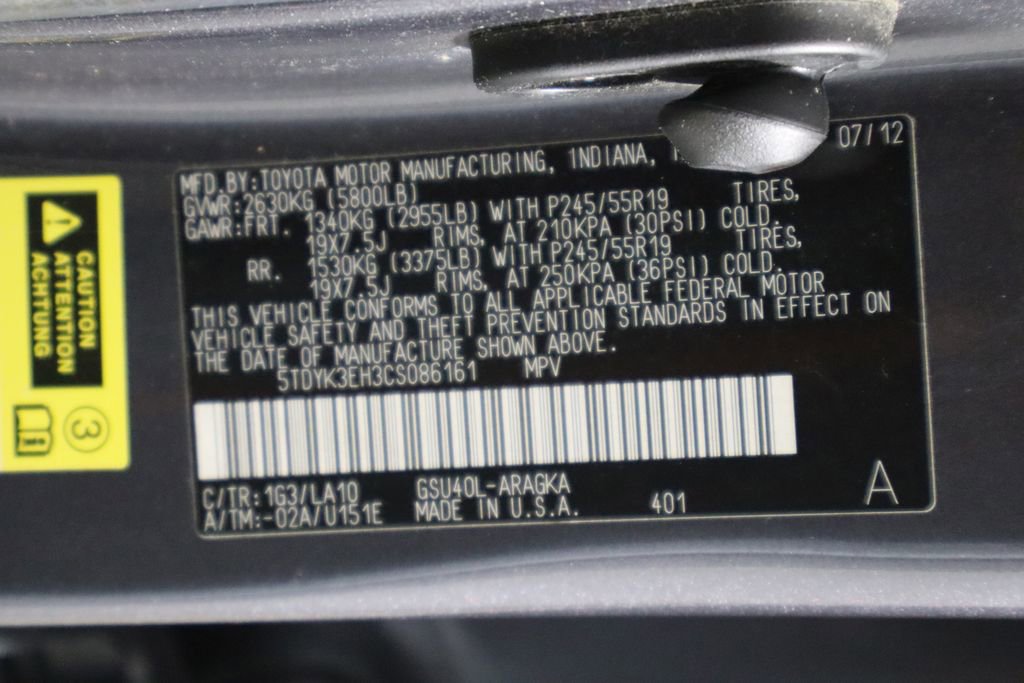 07/12
MFD.BY:TOYOTA MOTOR MANUFACTURING, INDIANA,
GVWR:2630KG (5800LB)
GAWR:FRT. 1340KG (2955LB) WITH P245/55R19 TIRES,
19X7.5J RIMS, AT 210KPA (30PSI) COLD.
RR. 1530KG (3375LB) WITH P245/55R19 TIRES,
19X7.5J RIMS, AT 250KPA (36PSI) COLD.
THIS VEHICLE CONFORMS TO ALL APPLICABLE FEDERAL MOTOR
VEHICLE SAFETY AND THEFT PREVENTION STANDARDS IN EFFECT ON
THE DATE OF MANUFACTURE SHOWN ABOVE.
5TDYK3EH3CS086161 MPV
C/TR:1G3/LA10 GSU40L-ARAGKA
A/TM:-02A/U151E MADE IN U.S.A. 401 A
CAUTION
ATTENTION
ACHTUNG
3